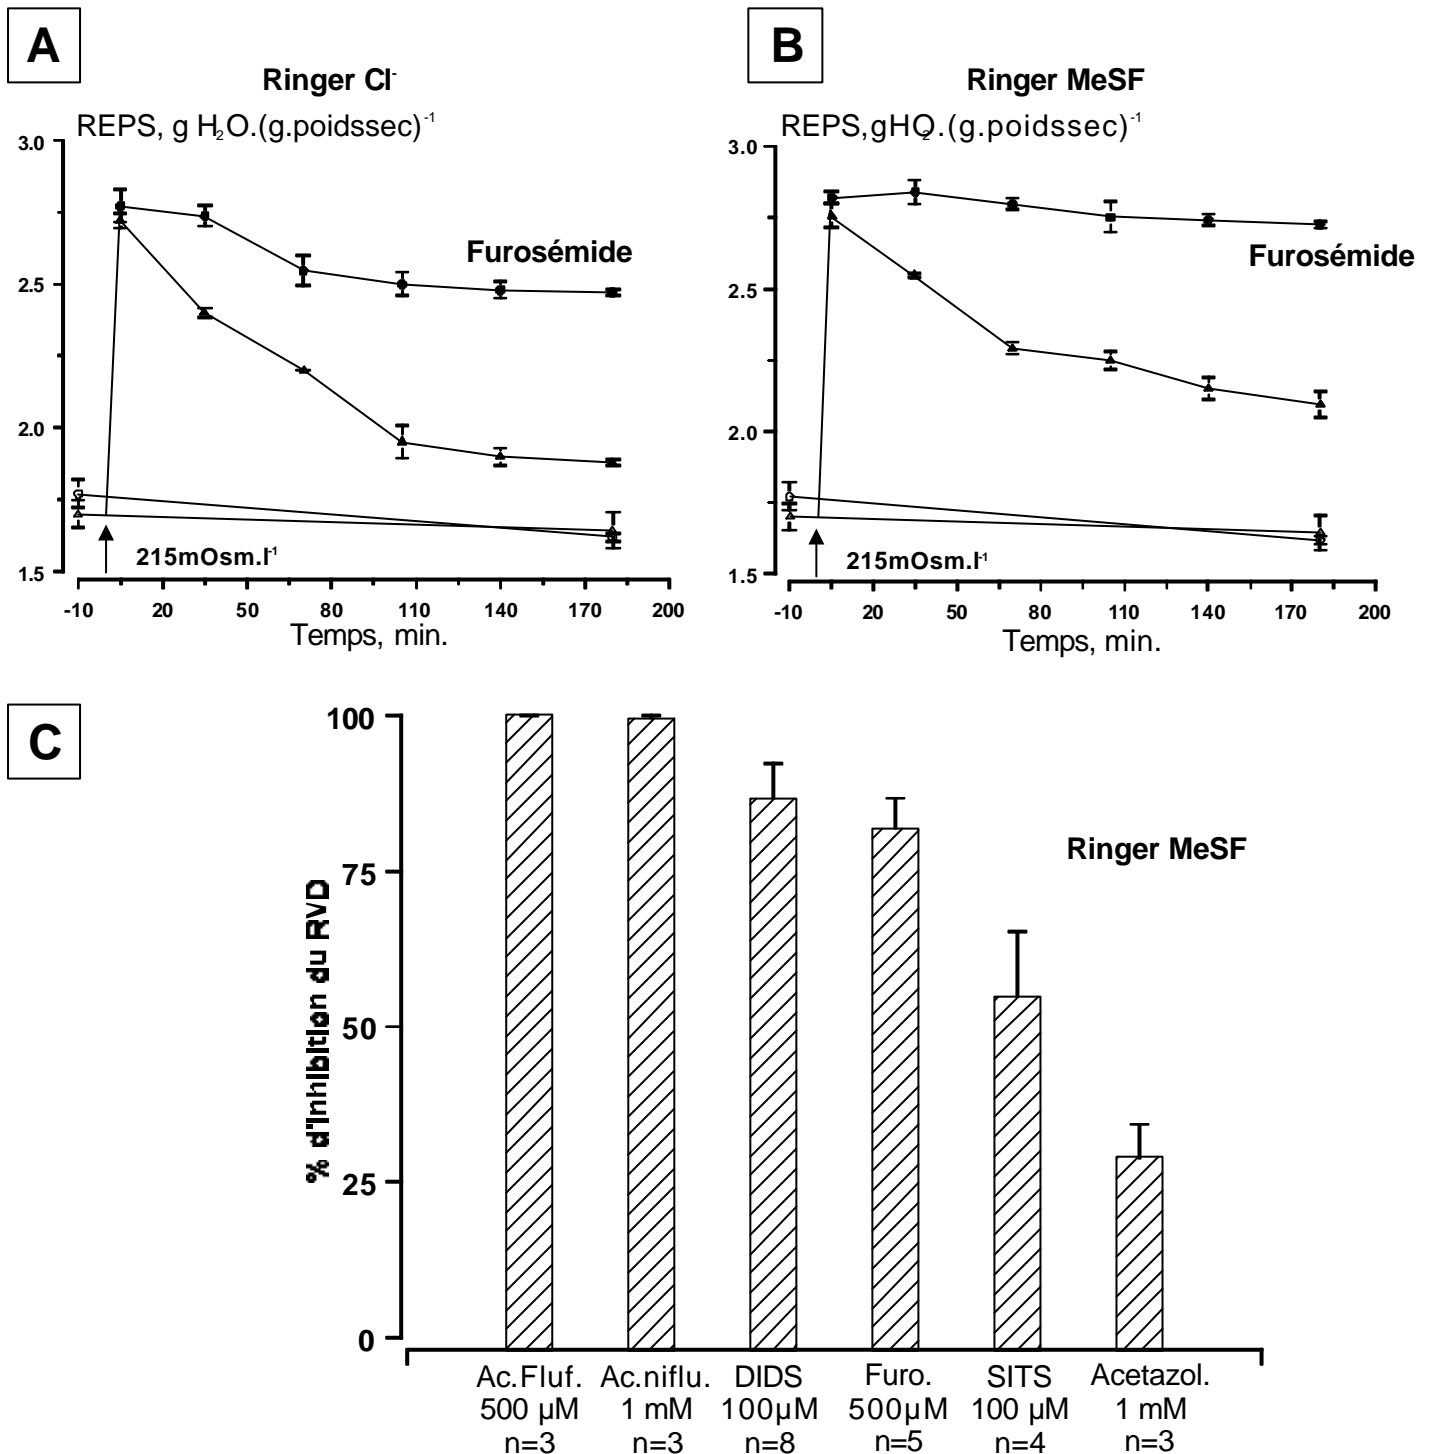 A
Ringer Cl-
REPS, g H2O.(g.poidssec)-1
3.0
2.5
2.0
1.5
Furosémide
215mOsm.l-1
-10 20 50 80 110 140 170 200
Temps, min.
B
Ringer MeSF
REPS,gHO2.(g.poidssec)-1
3.0
2.5
2.0
1.5
Furosémide
215mOsm.l-1
-10 20 50 80 110 140 170 200
Temps, min.
C
Ringer MeSF
% d'Inhibition du RVD
100
75
50
25
0
Ac.Fluf. Ac.niflu. DIDS Furo. SITS Acetazol.
500 µM 1 mM 100µM 500µM 100 µM 1 mM
n=3 n=3 n=8 n=5 n=4 n=3